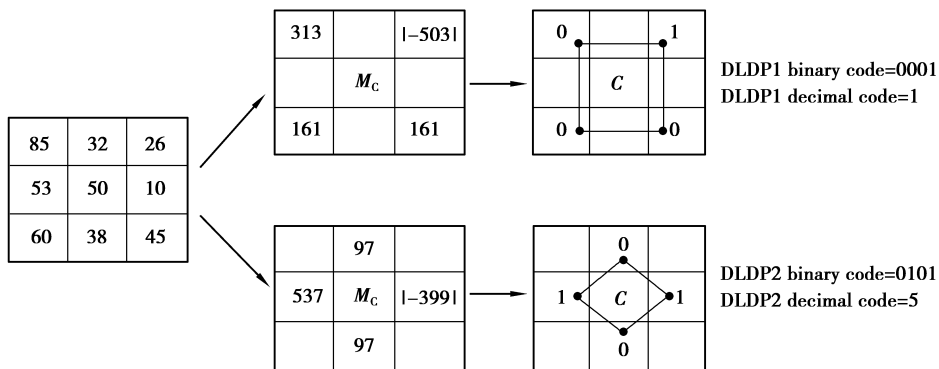 85 32 26
53 50 10
60 38 45
313 |-503|
M_C
161 161
0 1
C
0 0
DLDP1 binary code=0001
DLDP1 decimal code=1
97
537 M_C |-399|
97
0
1 C 1
0
DLDP2 binary code=0101
DLDP2 decimal code=5